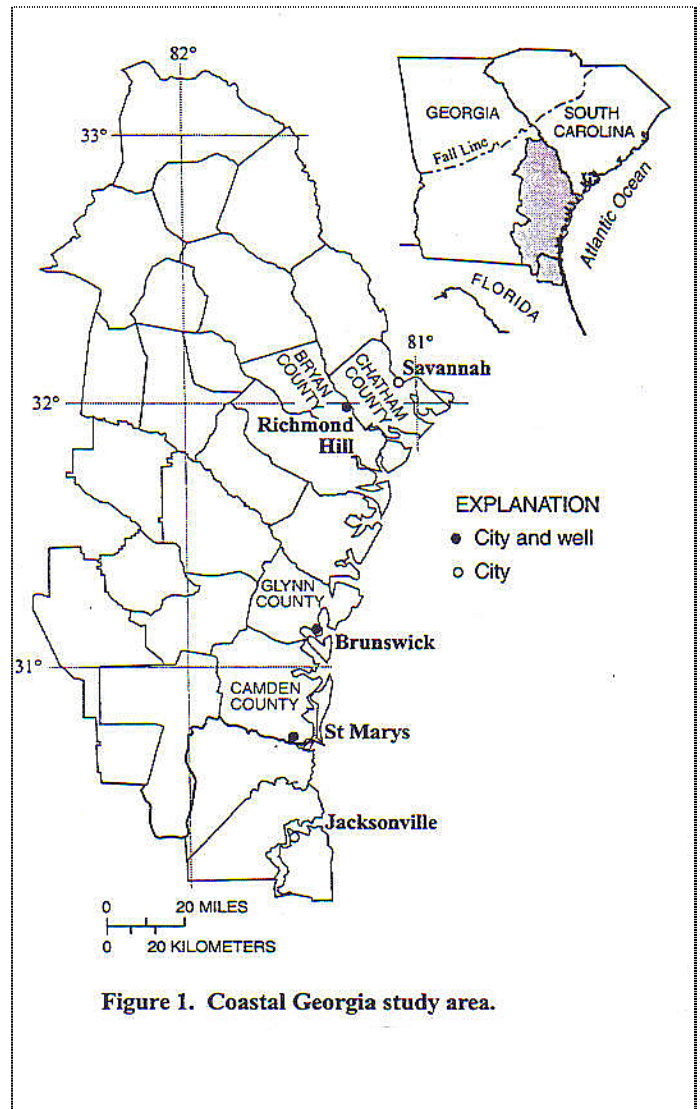 82°
33°
GEORGIA
SOUTH
CAROLINA
Fall Line
Atlantic Ocean
FLORIDA
81°
Savannah
BRYAN
COUNTY
CHATHAM
COUNTY
32°
Richmond
Hill
EXPLANATION
City and well
City
GLYNN
COUNTY
Brunswick
31°
CAMDEN
COUNTY
St Marys
Jacksonville
0 20 MILES
0 20 KILOMETERS
Figure 1. Coastal Georgia study area.